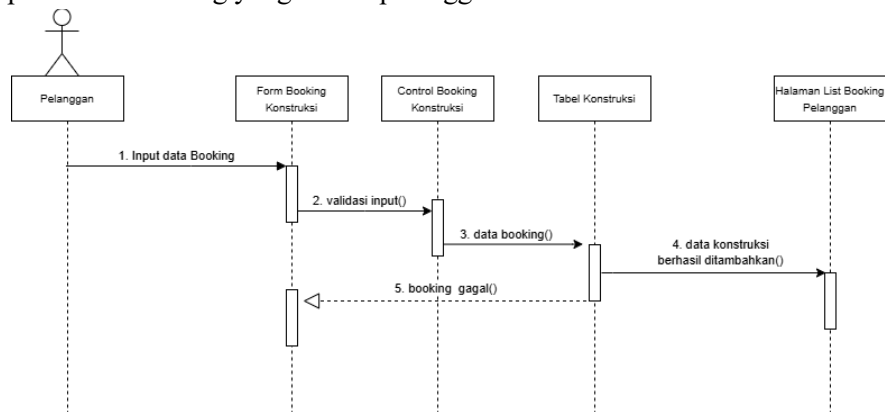 Pelanggan
Form Booking
Konstruksi
Control Booking
Konstruksi
Tabel Konstruksi
Halaman List Booking
Pelanggan
1. Input data Booking
2. validasi input()
3. data booking()
4. data konstruksi
berhasil ditambahkan()
5. booking gagal()